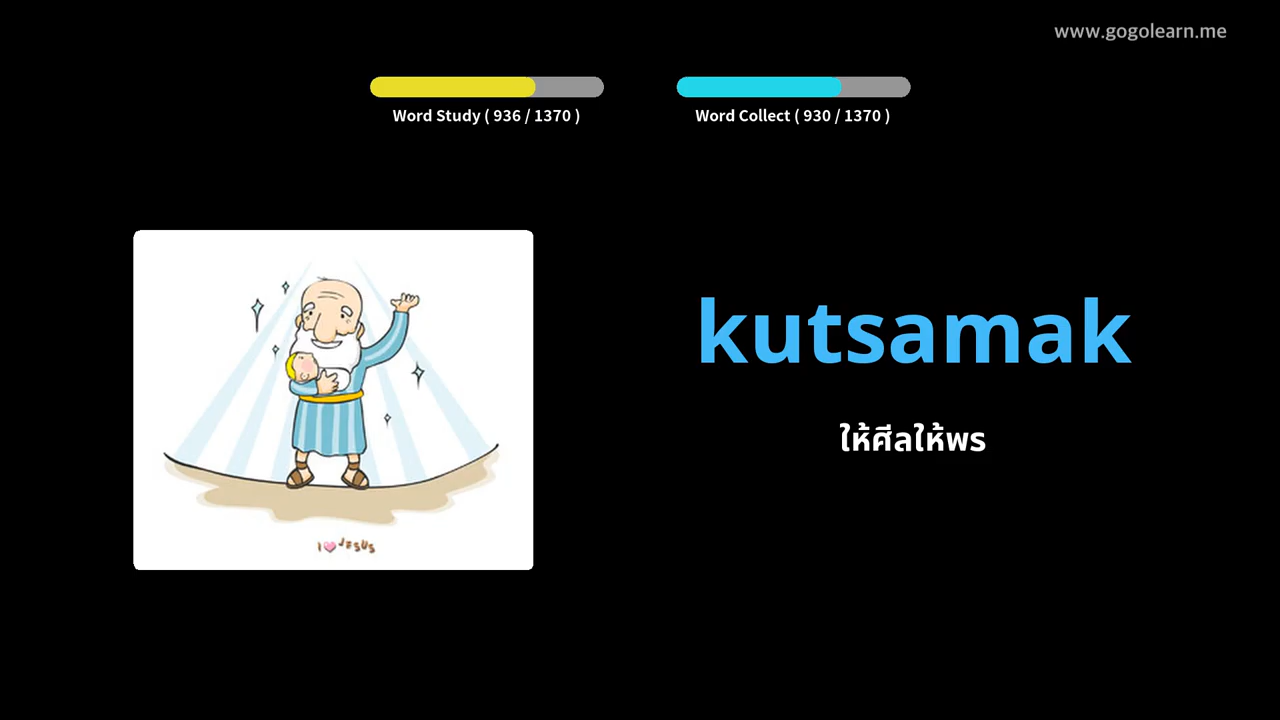 www.gogolearn.me
Word Study ( 936 / 1370 )
Word Collect ( 930 / 1370 )
kutsamak
ให้ศีลให้พร
I JESUS